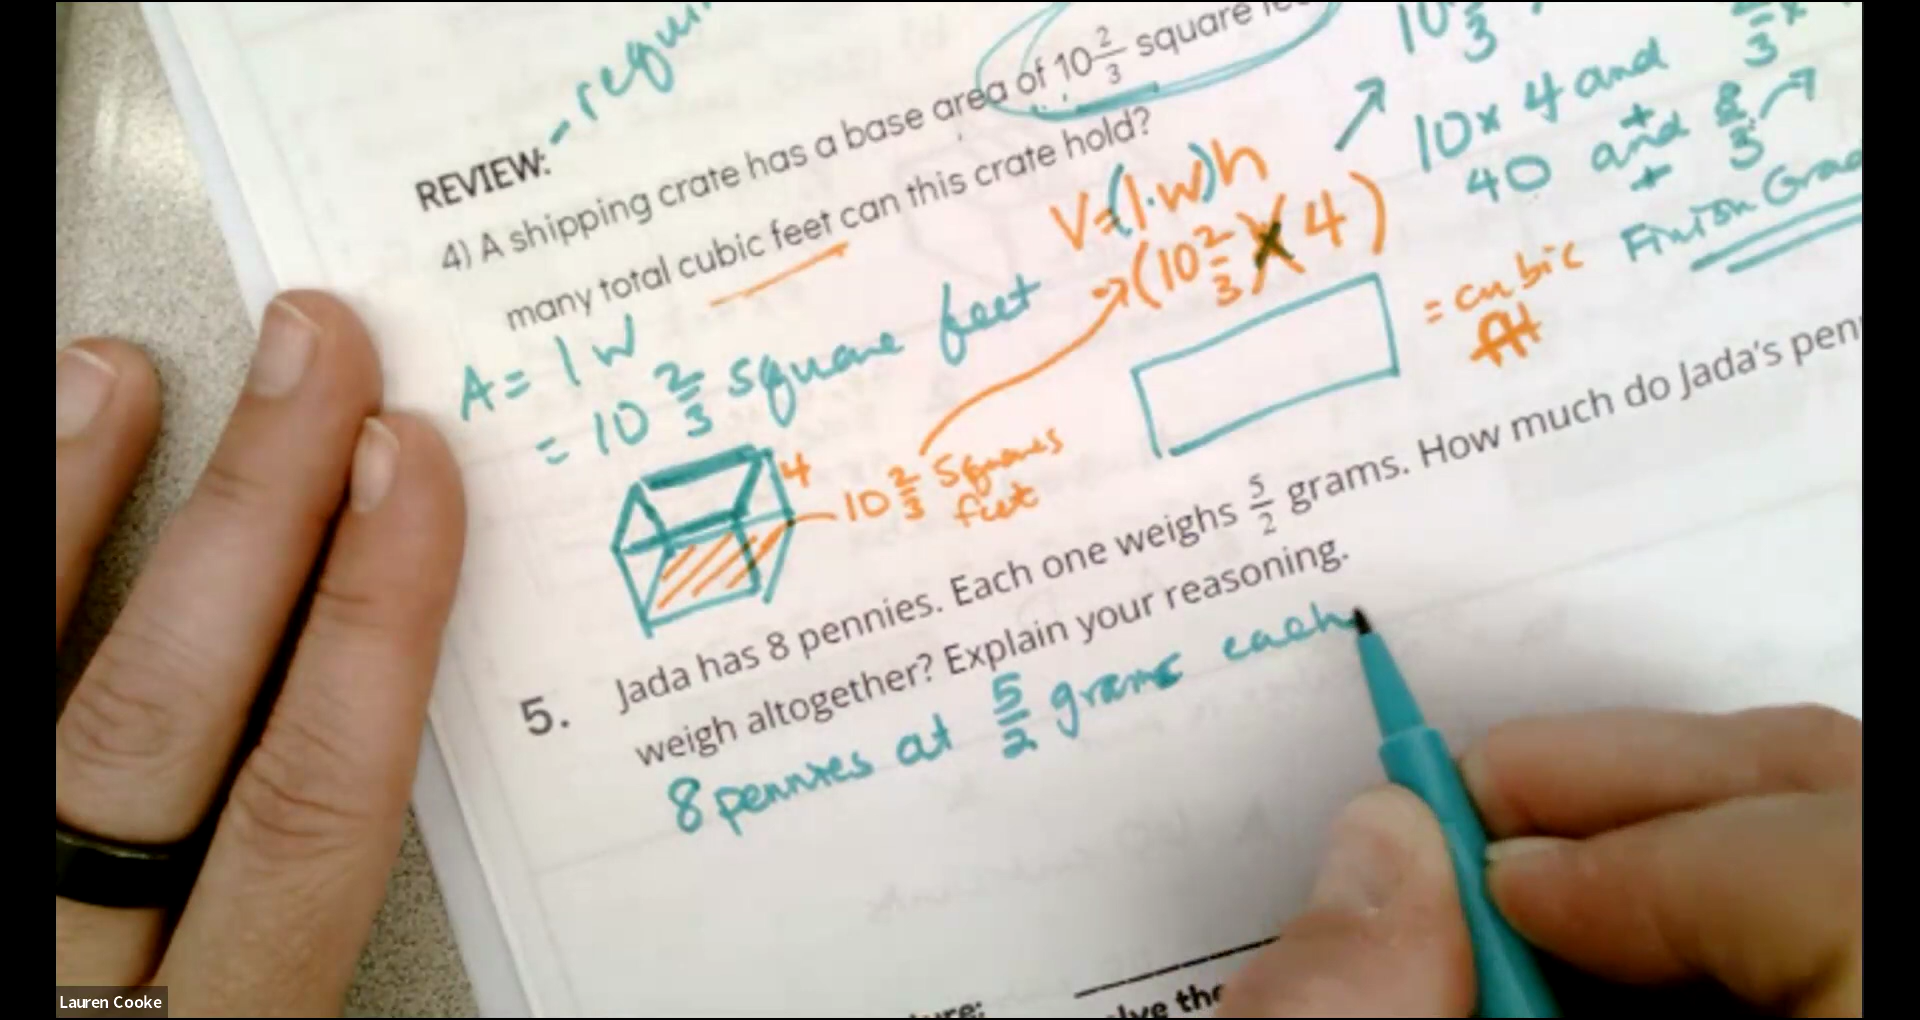 - requi
REVIEW:
4) A shipping crate has a base area of 10 2/3 square
many total cubic feet can this crate hold?
V=(l·w)h
(10 2/3)×(4)
= cubic
ft
10 2/3
10 × 4 and
40 and + 8/3
+
Finish Grad
A = l w
= 10 2/3 square feet
4
10 2/3 squares
feet
5. Jada has 8 pennies. Each one weighs 5/2 grams. How much do Jada's pen
weigh altogether? Explain your reasoning.
8 pennies at 5/2 grams each
Lauren Cooke